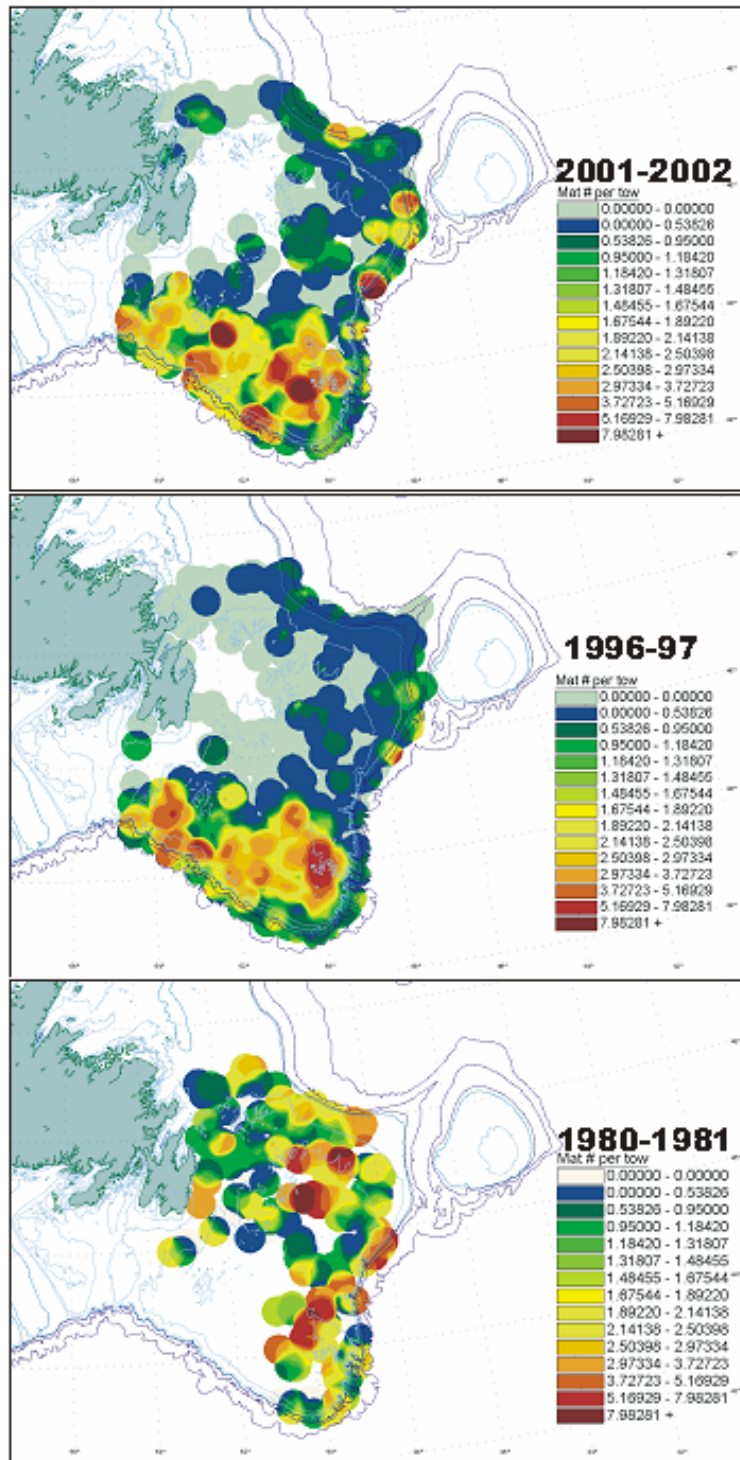 2001-2002
Mat # per tow
0.00000 - 0.00000
0.00000 - 0.53826
0.53826 - 0.95000
0.95000 - 1.18420
1.18420 - 1.31807
1.31807 - 1.48455
1.48455 - 1.67544
1.67544 - 1.89220
1.89220 - 2.14138
2.14138 - 2.50398
2.50398 - 2.97334
2.97334 - 3.72723
3.72723 - 5.16929
5.16929 - 7.98281
7.98281 +
1996-97
Mat # per tow
0.00000 - 0.00000
0.00000 - 0.53826
0.53826 - 0.95000
0.95000 - 1.18420
1.18420 - 1.31807
1.31807 - 1.48455
1.48455 - 1.67544
1.67544 - 1.89220
1.89220 - 2.14138
2.14138 - 2.50398
2.50398 - 2.97334
2.97334 - 3.72723
3.72723 - 5.16929
5.16929 - 7.98281
7.98281 +
1980-1981
Mat # per tow
0.00000 - 0.00000
0.00000 - 0.53826
0.53826 - 0.95000
0.95000 - 1.18420
1.18420 - 1.31807
1.31807 - 1.48455
1.48455 - 1.67544
1.67544 - 1.89220
1.89220 - 2.14138
2.14138 - 2.50398
2.50398 - 2.97334
2.97334 - 3.72723
3.72723 - 5.16929
5.16929 - 7.98281
7.98281 +